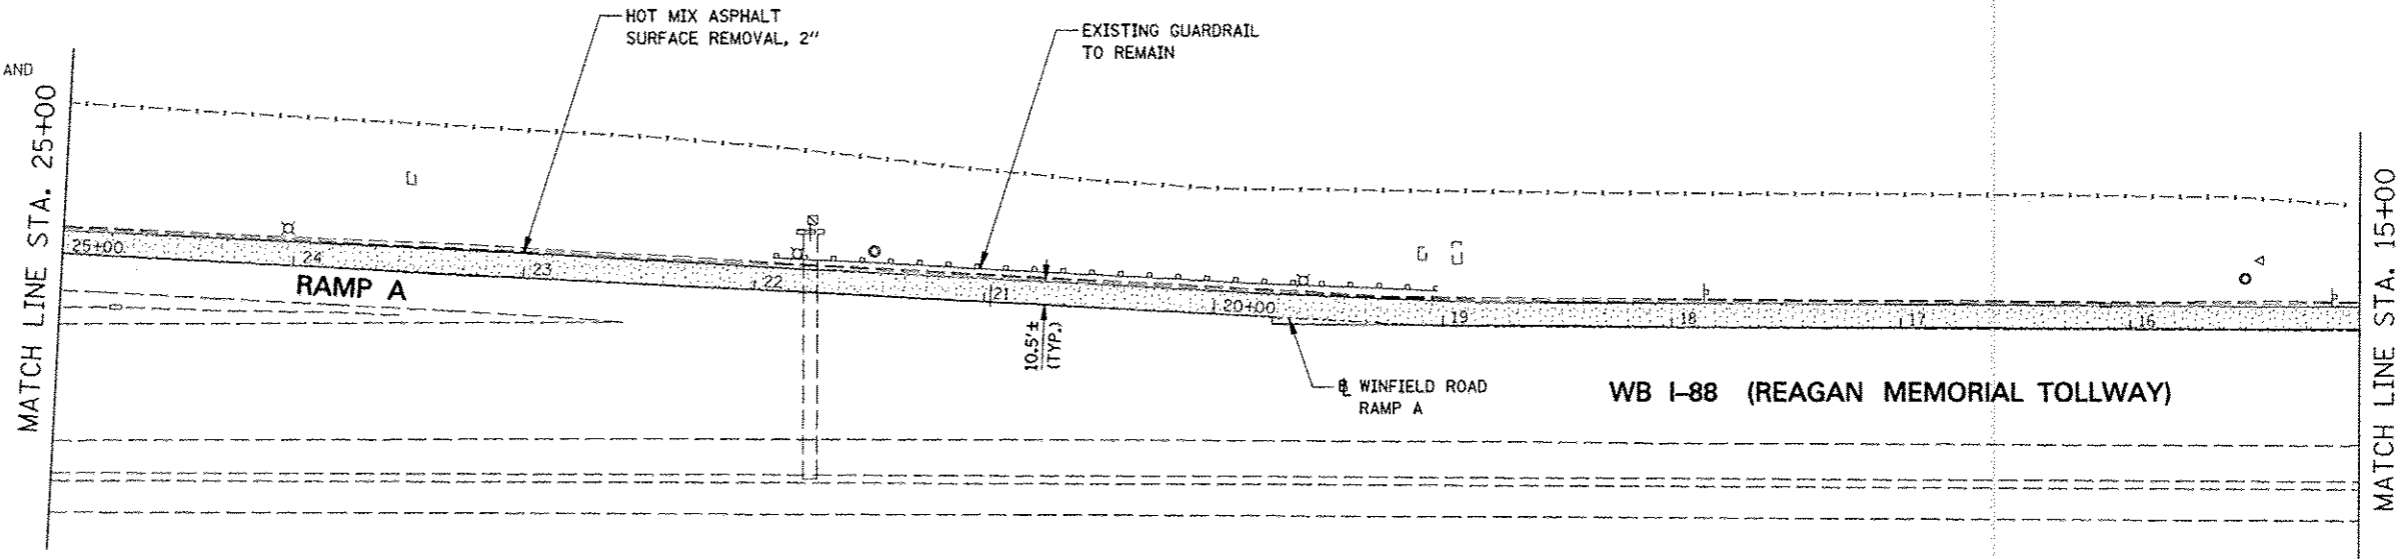 HOT MIX ASPHALT
SURFACE REMOVAL, 2"
EXISTING GUARDRAIL
TO REMAIN
AND
MATCH LINE STA. 25+00
25+00
24
23
22
21
20+00
19
18
17
16
RAMP A
10.5'±
(TYP.)
℄ WINFIELD ROAD
RAMP A
WB I-88 (REAGAN MEMORIAL TOLLWAY)
MATCH LINE STA. 15+00